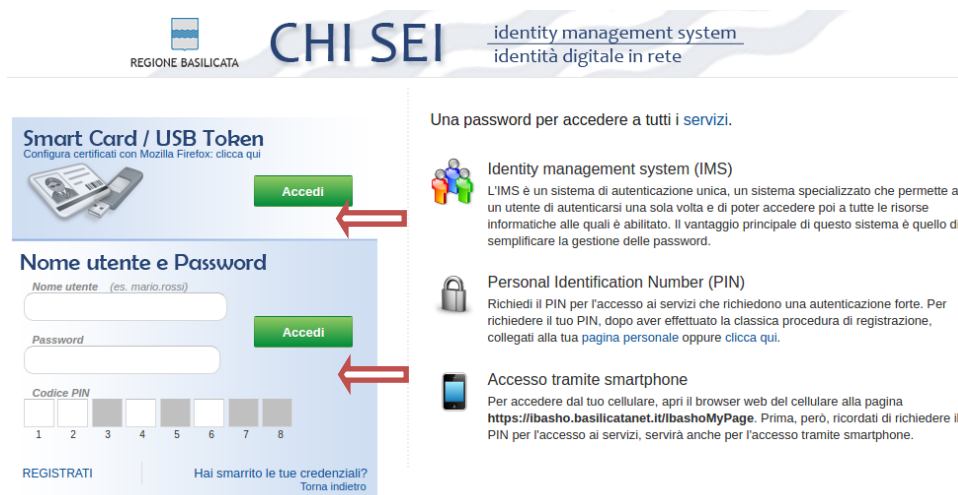 REGIONE BASILICATA
CHI SEI
identity management system
identità digitale in rete
Smart Card / USB Token
Configura certificati con Mozilla Firefox: clicca qui
Accedi
Nome utente e Password
Nome utente (es. mario.rossi)
Accedi
Password
Codice PIN
1 2 3 4 5 6 7 8
REGISTRATI
Hai smarrito le tue credenziali?
Torna indietro
Una password per accedere a tutti i servizi.
Identity management system (IMS)
L'IMS è un sistema di autenticazione unica, un sistema specializzato che permette a
un utente di autenticarsi una sola volta e di poter accedere poi a tutte le risorse
informatiche alle quali è abilitato. Il vantaggio principale di questo sistema è quello di
semplificare la gestione delle password.
Personal Identification Number (PIN)
Richiedi il PIN per l'accesso ai servizi che richiedono una autenticazione forte. Per
richiedere il tuo PIN, dopo aver effettuato la classica procedura di registrazione,
collegati alla tua pagina personale oppure clicca qui.
Accesso tramite smartphone
Per accedere dal tuo cellulare, apri il browser web del cellulare alla pagina
https://ibasho.basilicatanet.it/IbashoMyPage. Prima, però, ricordati di richiedere il
PIN per l'accesso ai servizi, servirà anche per l'accesso tramite smartphone.